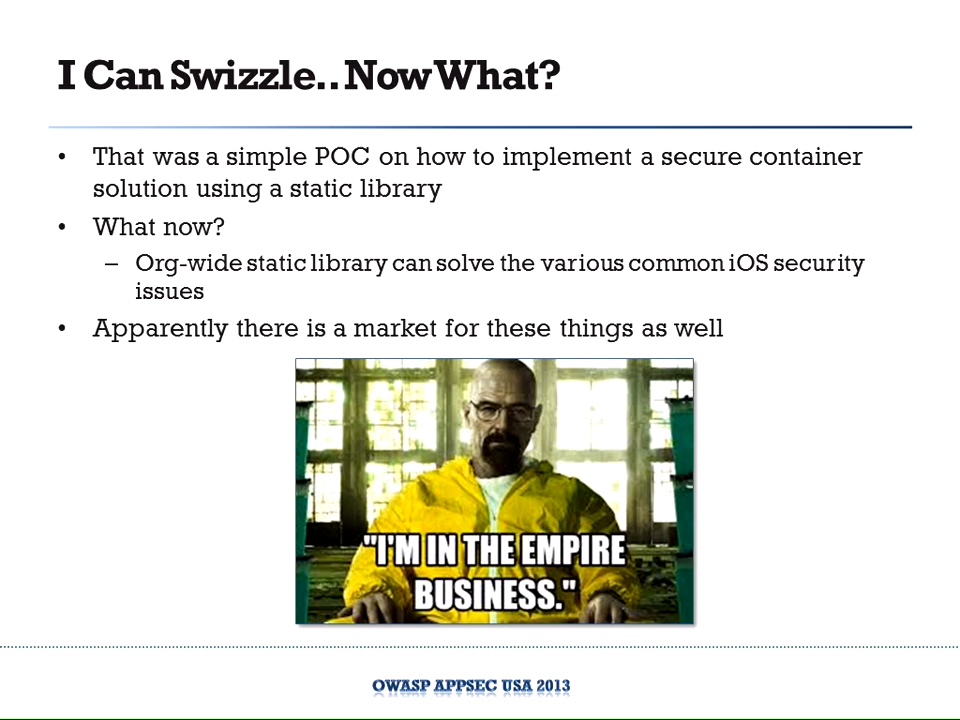 I Can Swizzle.. Now What?
• That was a simple POC on how to implement a secure container
solution using a static library
• What now?
– Org-wide static library can solve the various common iOS security
issues
• Apparently there is a market for these things as well
"I'M IN THE EMPIRE
BUSINESS."
OWASP APPSEC USA 2013